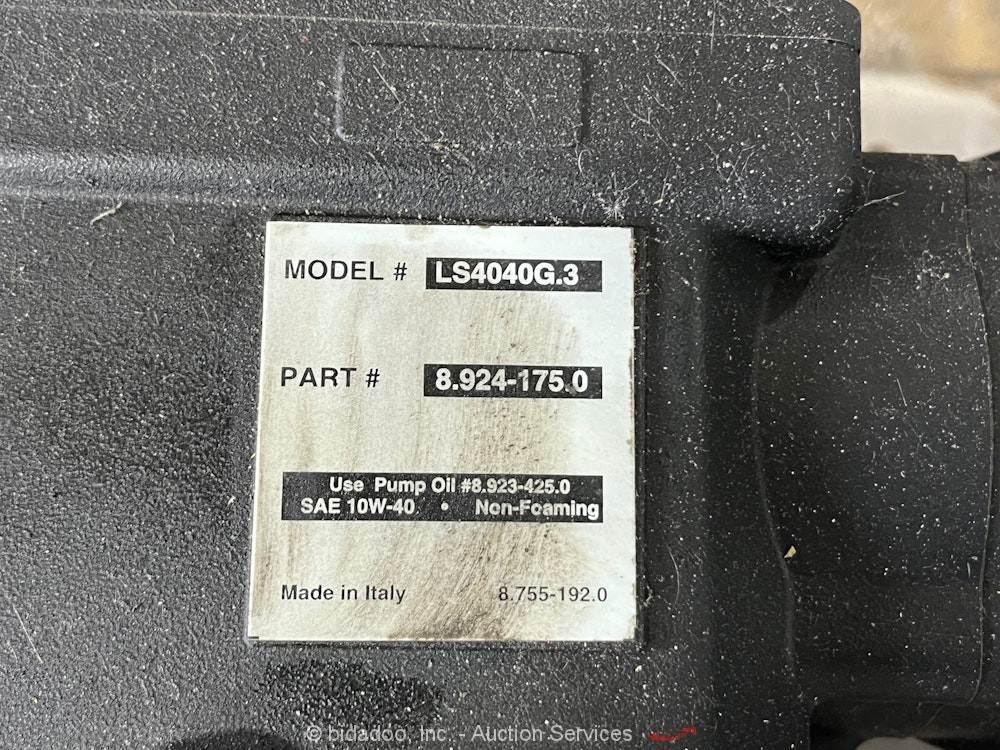 MODEL # LS4040G.3
PART # 8.924-175.0
Use Pump Oil #8.923-425.0
SAE 10W-40 • Non-Foaming
Made in Italy 8.755-192.0
© bidadoo, Inc. - Auction Services